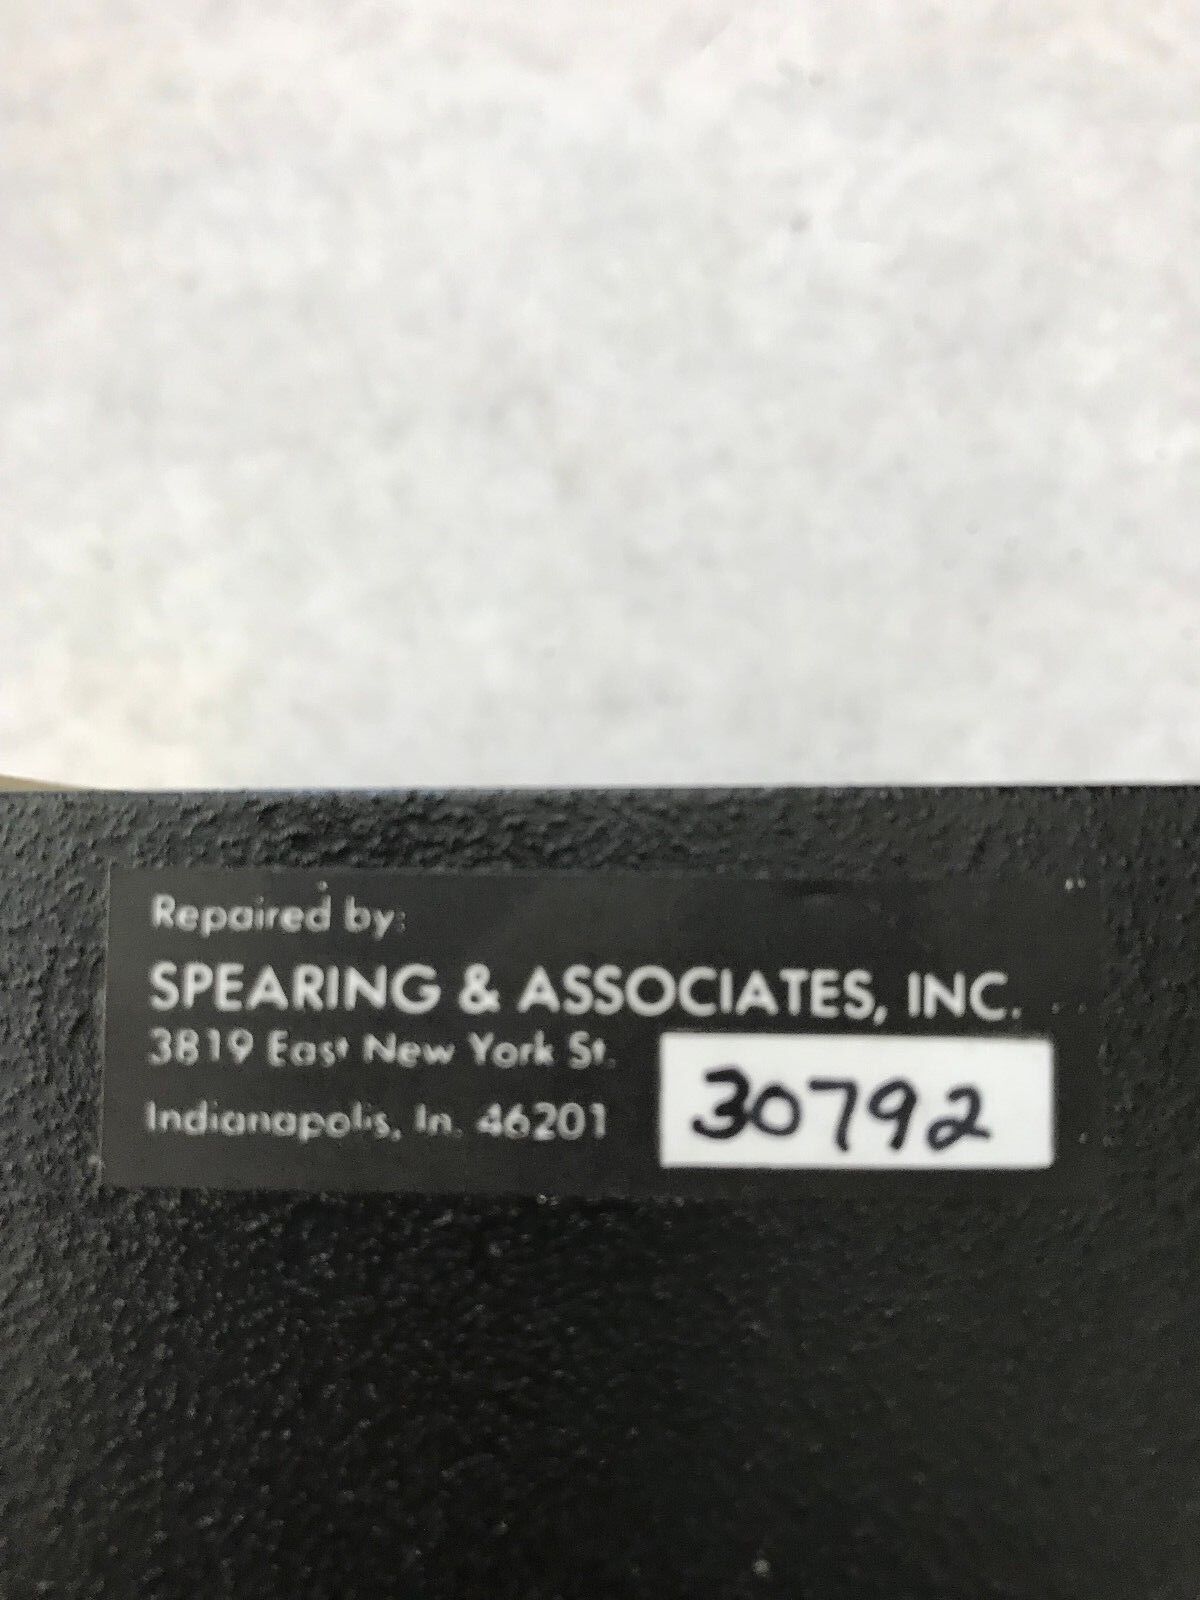 Repaired by:
SPEARING & ASSOCIATES, INC.
3819 East New York St.
Indianapolis, In. 46201
30792